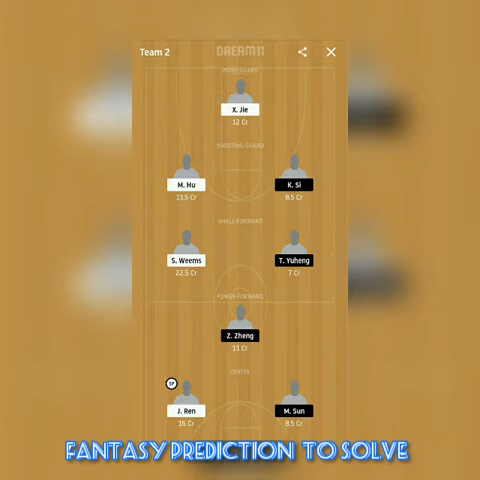 Team 2 DREAM11
POINT-GUARD
X. Jie
12 Cr
SHOOTING-GUARD
M. Hu K. Si
13.5 Cr 8.5 Cr
SMALL FORWARD
S. Weems T. Yuheng
22.5 Cr 7 Cr
POWER-FORWARD
Z. Zheng
11 Cr
CENTRE
SP
J. Ren M. Sun
16 Cr 8.5 Cr
FANTASY PREDICTION TO SOLVE